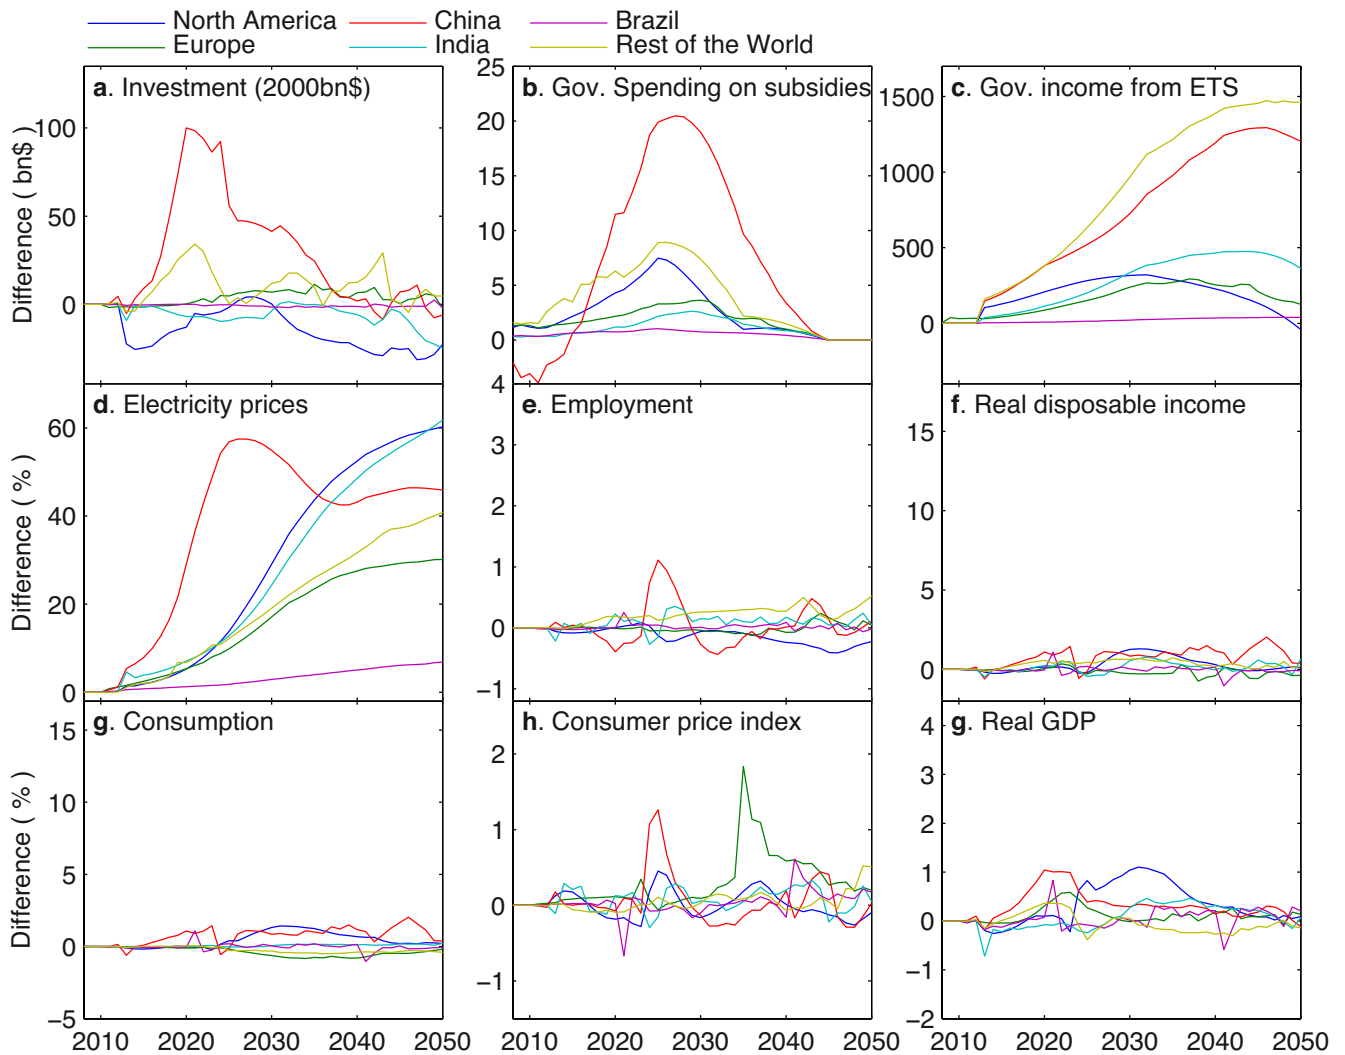 North America China Brazil
Europe India Rest of the World
a. Investment (2000bn$)
b. Gov. Spending on subsidies
c. Gov. income from ETS
Difference ( bn$ )
100
50
0
25
20
15
10
5
0
1500
1000
500
0
d. Electricity prices
e. Employment
f. Real disposable income
Difference ( % )
60
40
20
0
4
3
2
1
0
−1
15
10
5
0
g. Consumption
h. Consumer price index
g. Real GDP
Difference ( % )
15
10
5
0
−5
2
1
0
−1
4
3
2
1
0
−1
−2
2010 2020 2030 2040 2050
2010 2020 2030 2040 2050
2010 2020 2030 2040 2050